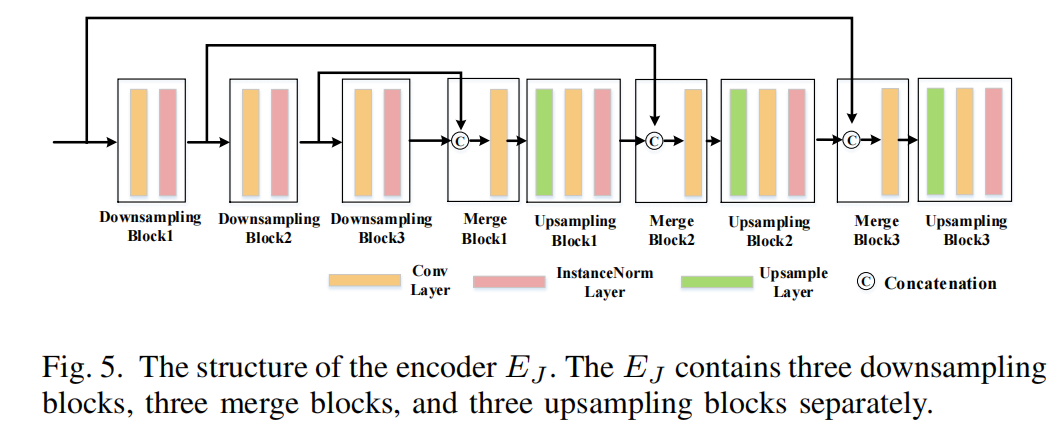 C C C
Downsampling Block1
Downsampling Block2
Downsampling Block3
Merge Block1
Upsampling Block1
Merge Block2
Upsampling Block2
Merge Block3
Upsampling Block3
Conv Layer
InstanceNorm Layer
Upsample Layer
C Concatenation
Fig. 5. The structure of the encoder E_J. The E_J contains three downsampling
blocks, three merge blocks, and three upsampling blocks separately.